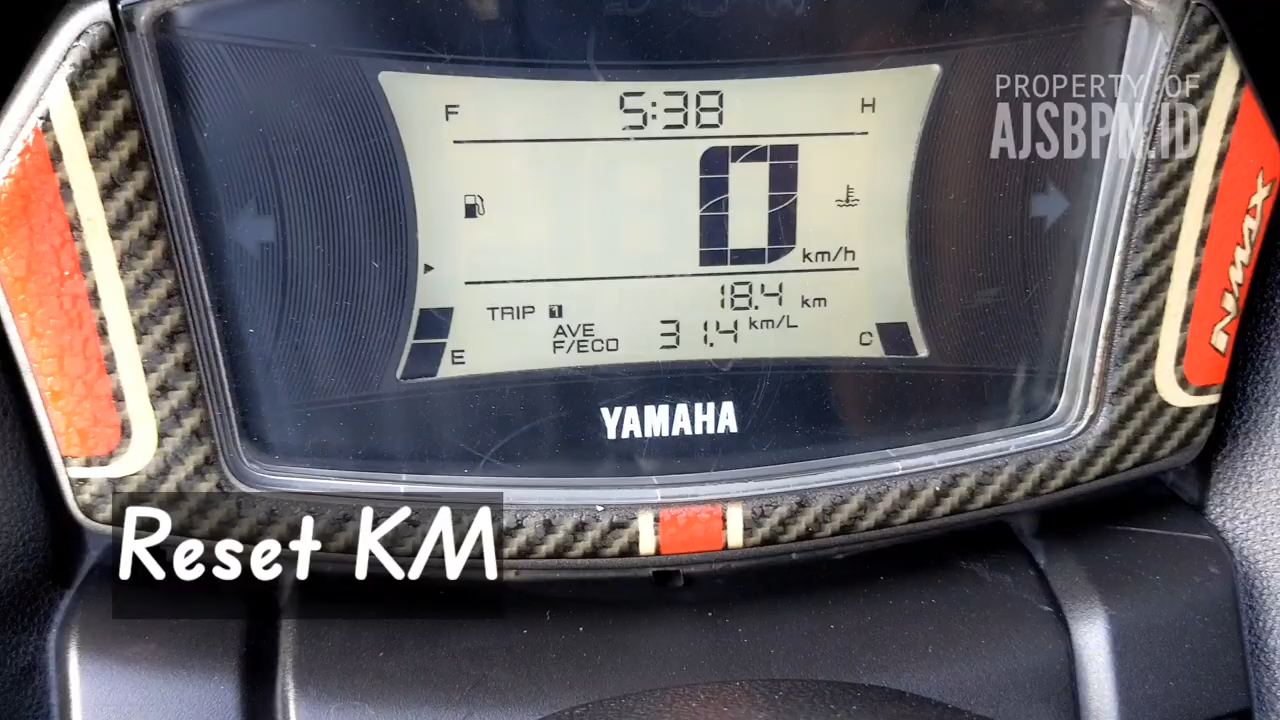 PROPERTY OF
AJSBPN.ID
F 5:38 H
0 km/h
TRIP 1 18.4 km
AVE
F/ECO 31.4 km/L
E C
YAMAHA
NMAX
Reset KM